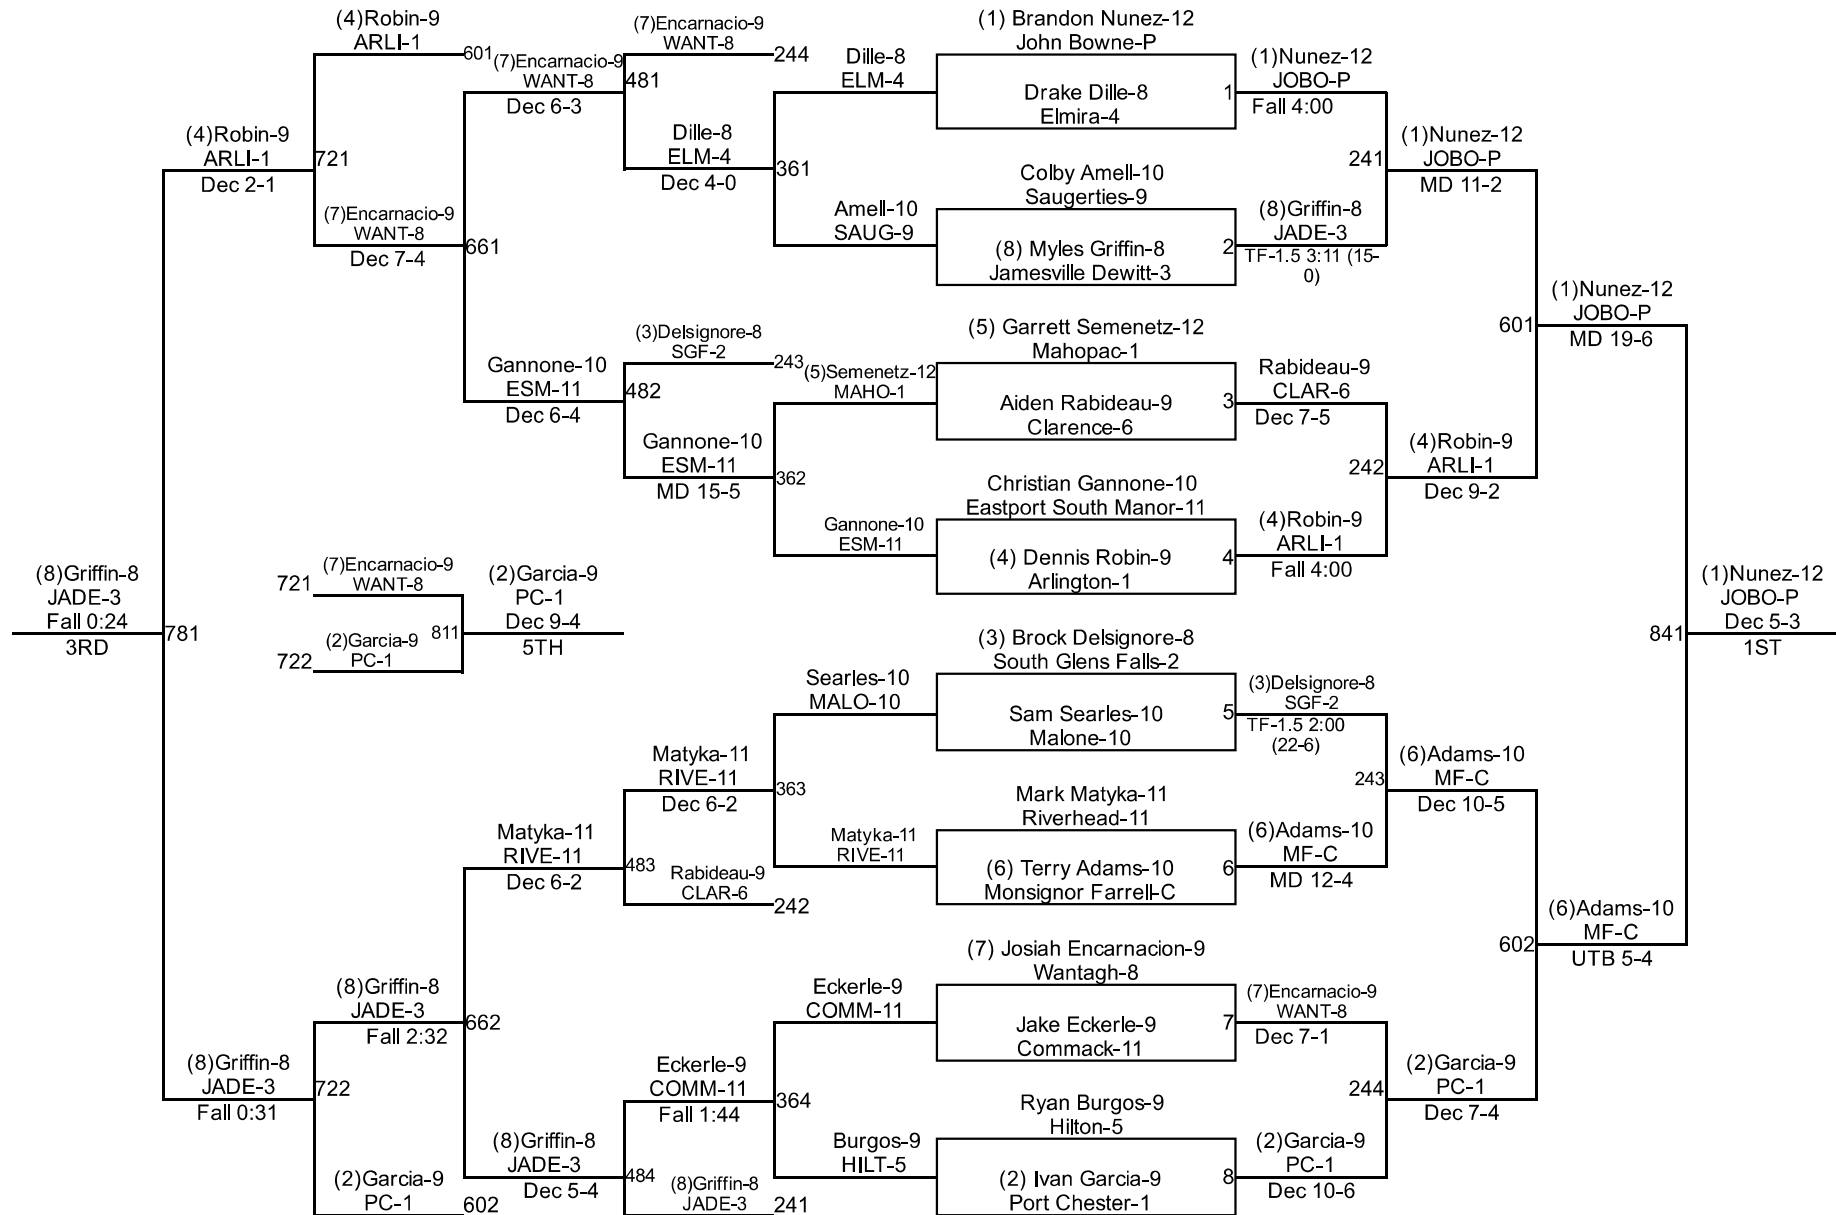 (4)Robin-9
ARLI-1
601
(7)Encarnacio-9
WANT-8
Dec 6-3
481
(7)Encarnacio-9
WANT-8
244
Dille-8
ELM-4
(1) Brandon Nunez-12
John Bowne-P
Drake Dille-8
Elmira-4
1
(1)Nunez-12
JOBO-P
Fall 4:00
(4)Robin-9
ARLI-1
Dec 2-1
721
Dille-8
ELM-4
Dec 4-0
361
241
(1)Nunez-12
JOBO-P
MD 11-2
(7)Encarnacio-9
WANT-8
Dec 7-4
661
Amell-10
SAUG-9
Colby Amell-10
Saugerties-9
(8) Myles Griffin-8
Jamesville Dewitt-3
2
(8)Griffin-8
JADE-3
TF-1.5 3:11 (15-
0)
(1)Nunez-12
JOBO-P
MD 19-6
601
Gannone-10
ESM-11
Dec 6-4
482
(3)Delsignore-8
SGF-2
243
(5)Semenetz-12
MAHO-1
(5) Garrett Semenetz-12
Mahopac-1
Aiden Rabideau-9
Clarence-6
3
Rabideau-9
CLAR-6
Dec 7-5
Gannone-10
ESM-11
MD 15-5
362
242
(4)Robin-9
ARLI-1
Dec 9-2
Gannone-10
ESM-11
Christian Gannone-10
Eastport South Manor-11
(4) Dennis Robin-9
Arlington-1
4
(4)Robin-9
ARLI-1
Fall 4:00
(8)Griffin-8
JADE-3
Fall 0:24
3RD
781
721
(7)Encarnacio-9
WANT-8
722
(2)Garcia-9
PC-1
811
(2)Garcia-9
PC-1
Dec 9-4
5TH
841
(1)Nunez-12
JOBO-P
Dec 5-3
1ST
Searles-10
MALO-10
(3) Brock Delsignore-8
South Glens Falls-2
Sam Searles-10
Malone-10
5
(3)Delsignore-8
SGF-2
TF-1.5 2:00
(22-6)
Matyka-11
RIVE-11
Dec 6-2
363
243
(6)Adams-10
MF-C
Dec 10-5
Matyka-11
RIVE-11
Dec 6-2
483
Rabideau-9
CLAR-6
242
Matyka-11
RIVE-11
Mark Matyka-11
Riverhead-11
(6) Terry Adams-10
Monsignor Farrell-C
6
(6)Adams-10
MF-C
MD 12-4
602
(6)Adams-10
MF-C
UTB 5-4
(8)Griffin-8
JADE-3
Fall 2:32
662
Eckerle-9
COMM-11
(7) Josiah Encarnacion-9
Wantagh-8
Jake Eckerle-9
Commack-11
7
(7)Encarnacio-9
WANT-8
Dec 7-1
(8)Griffin-8
JADE-3
Fall 0:31
722
Eckerle-9
COMM-11
Fall 1:44
364
244
(2)Garcia-9
PC-1
Dec 7-4
(2)Garcia-9
PC-1
602
(8)Griffin-8
JADE-3
Dec 5-4
484
(8)Griffin-8
JADE-3
241
Burgos-9
HILT-5
Ryan Burgos-9
Hilton-5
(2) Ivan Garcia-9
Port Chester-1
8
(2)Garcia-9
PC-1
Dec 10-6